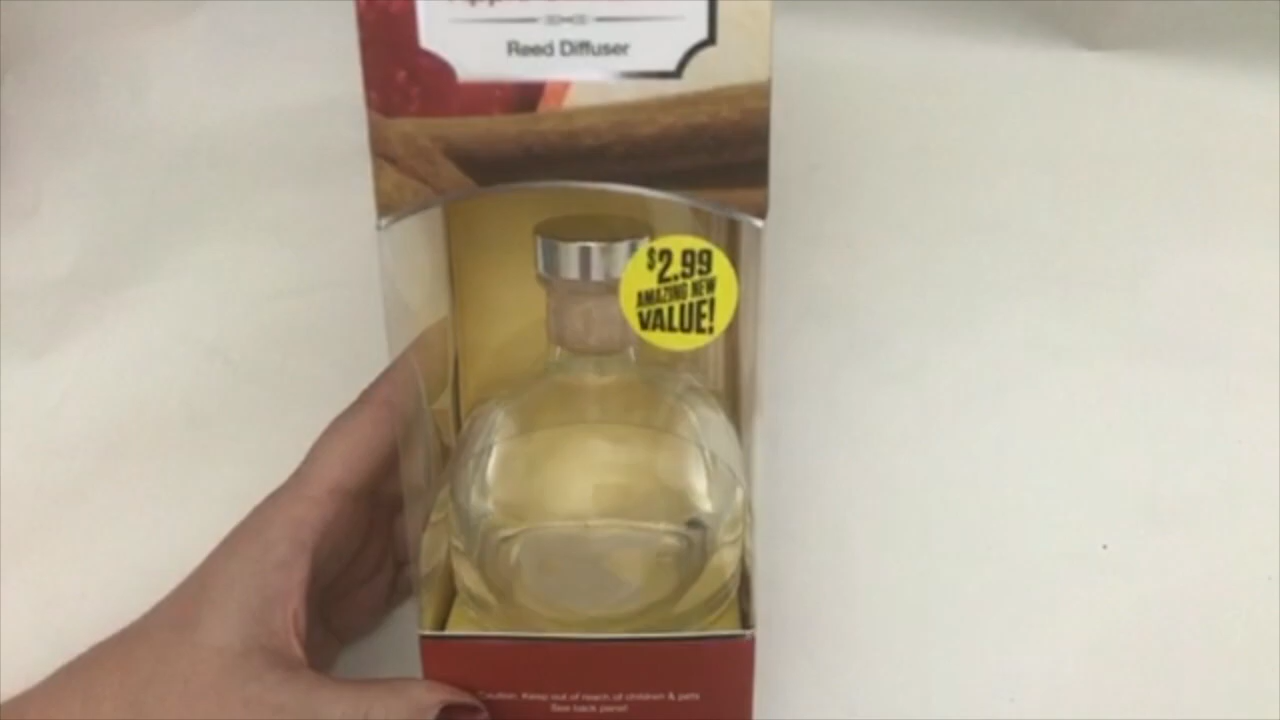 Reed Diffuser
$2.99
AMAZING NEW
VALUE!
Caution: Keep out of reach of children & pets
See back panel